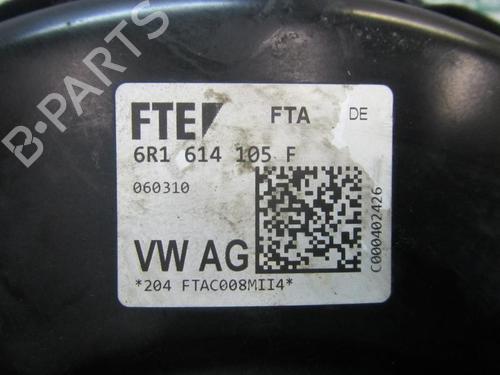 B-PARTS
FTE FTA DE
6R1 614 105 F
060310
VW AG
C000402426
*204 FTAC008MII4*